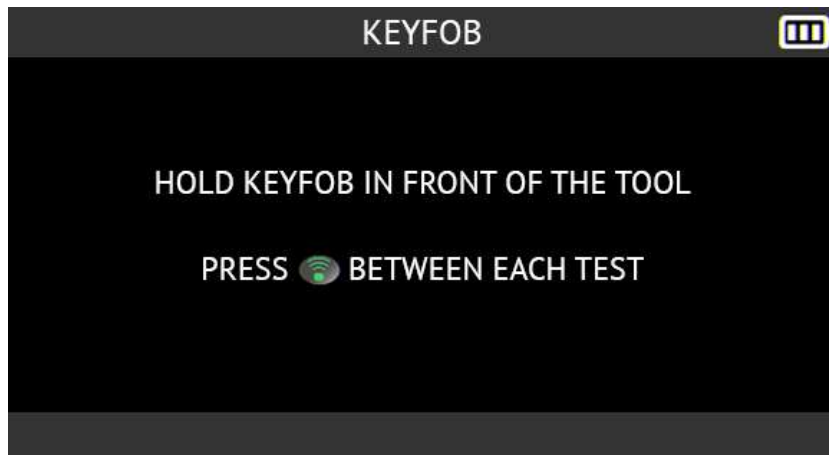 KEYFOB
HOLD KEYFOB IN FRONT OF THE TOOL
PRESS BETWEEN EACH TEST